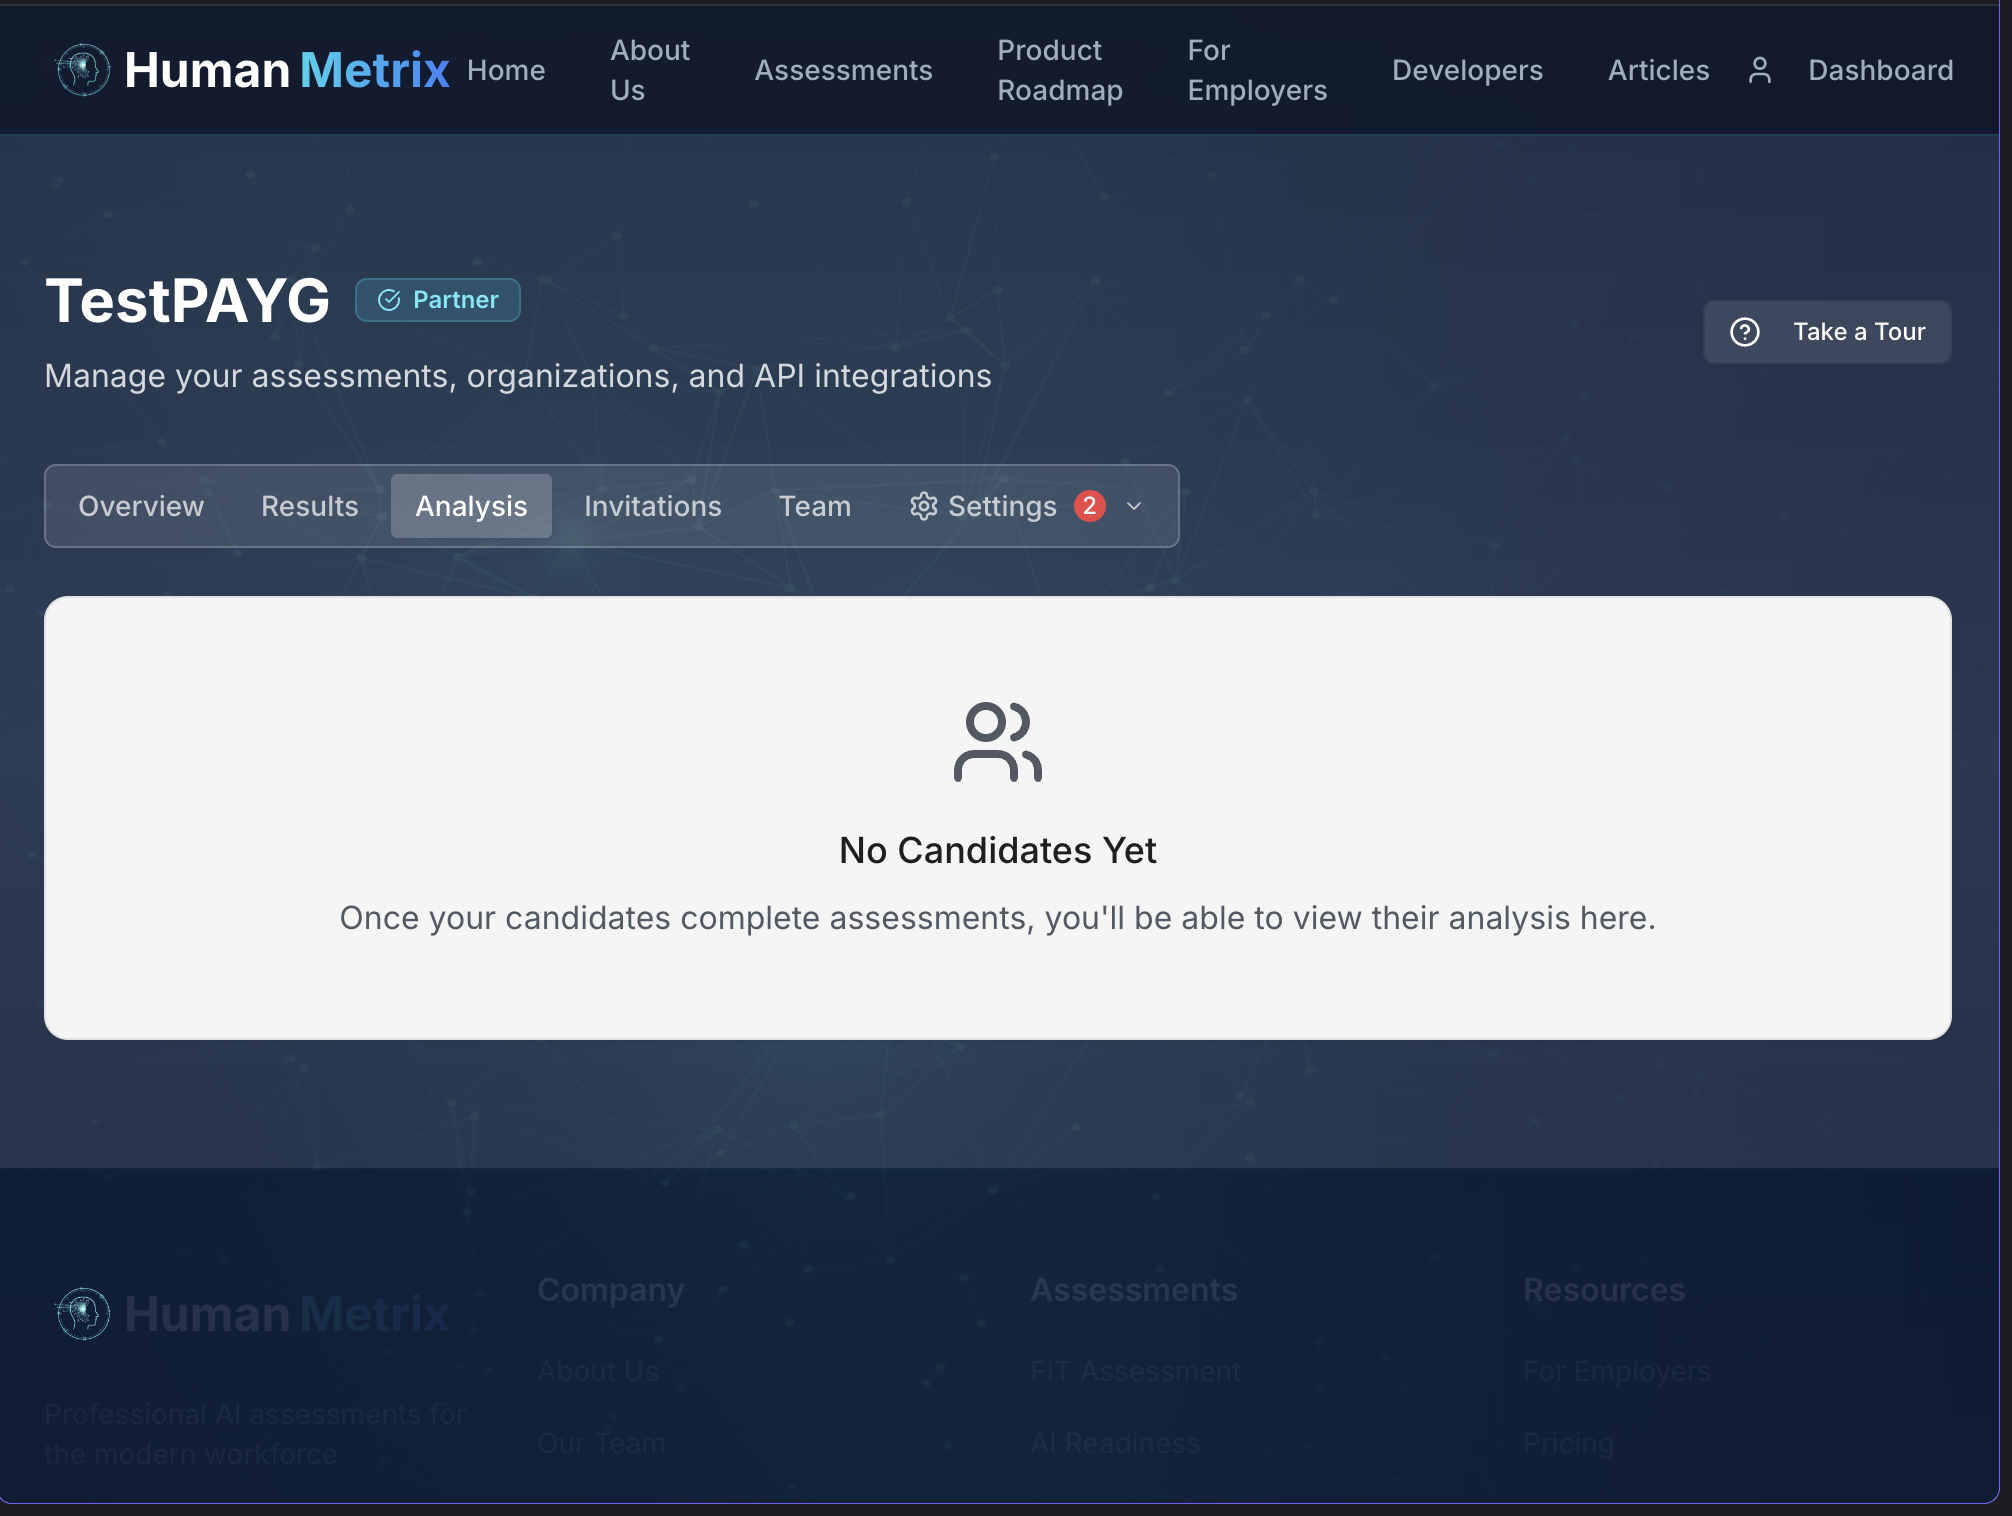 Human Metrix
Home
About
Us
Assessments
Product
Roadmap
For
Employers
Developers
Articles
Dashboard
TestPAYG
Partner
Manage your assessments, organizations, and API integrations
Take a Tour
Overview
Results
Analysis
Invitations
Team
Settings
2
No Candidates Yet
Once your candidates complete assessments, you'll be able to view their analysis here.
Human Metrix
Professional AI assessments for
the modern workforce
Company
About Us
Our Team
Assessments
FIT Assessment
AI Readiness
Resources
For Employers
Pricing